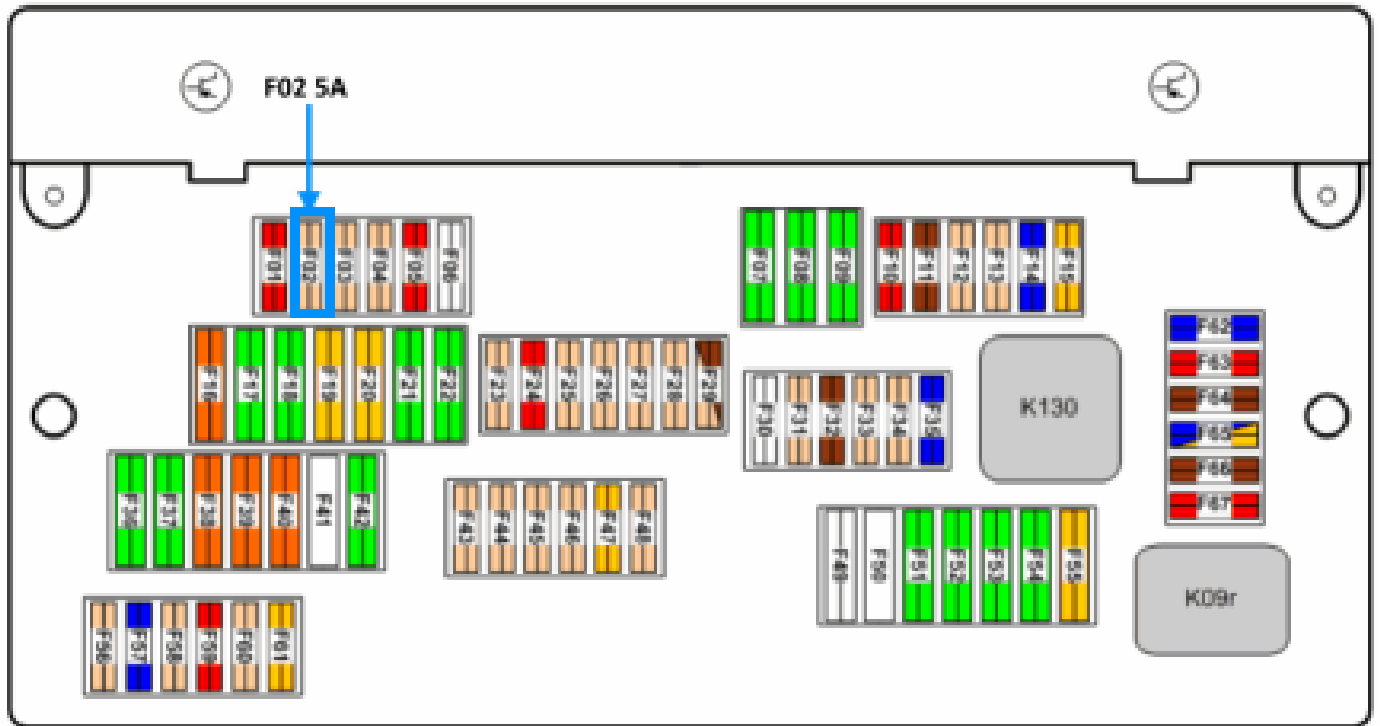 F02 5A
F01 F02 F03 F04 F05 F06
F07 F08 F09
F10 F11 F12 F13 F14 F15
F16 F17 F18 F19 F20 F21 F22
F23 F24 F25 F26 F27 F28 F29
F30 F31 F32 F33 F34 F35
K130
F62
F63
F64
F65
F66
F67
F36 F37 F38 F39 F40 F41 F42
F43 F44 F45 F46 F47 F48
F49 F50 F51 F52 F53 F54 F55
K09r
F56 F57 F58 F59 F60 F61